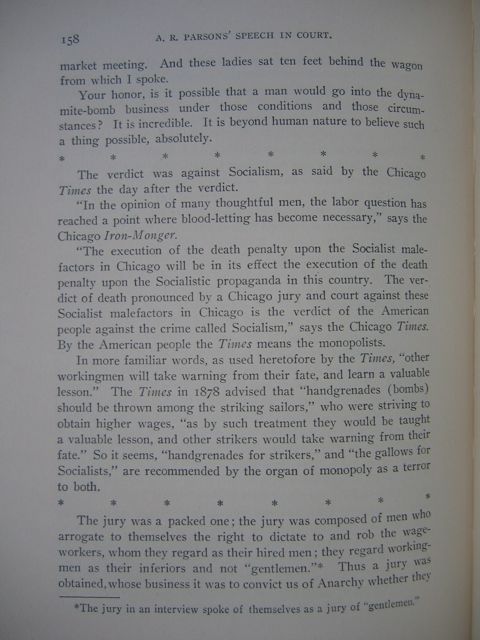 158 A. R. PARSONS' SPEECH IN COURT.
market meeting. And these ladies sat ten feet behind the wagon
from which I spoke.
Your honor, is it possible that a man would go into the dyna-
mite-bomb business under those conditions and those circum-
stances? It is incredible. It is beyond human nature to believe such
a thing possible, absolutely.
* * * * * * * *
The verdict was against Socialism, as said by the Chicago
Times the day after the verdict.
"In the opinion of many thoughtful men, the labor question has
reached a point where blood-letting has become necessary," says the
Chicago Iron-Monger.
"The execution of the death penalty upon the Socialist male-
factors in Chicago will be in its effect the execution of the death
penalty upon the Socialistic propaganda in this country. The ver-
dict of death pronounced by a Chicago jury and court against these
Socialist malefactors in Chicago is the verdict of the American
people against the crime called Socialism," says the Chicago Times.
By the American people the Times means the monopolists.
In more familiar words, as used heretofore by the Times, "other
workingmen will take warning from their fate, and learn a valuable
lesson." The Times in 1878 advised that "handgrenades (bombs)
should be thrown among the striking sailors," who were striving to
obtain higher wages, "as by such treatment they would be taught
a valuable lesson, and other strikers would take warning from their
fate." So it seems, "handgrenades for strikers," and "the gallows for
Socialists," are recommended by the organ of monopoly as a terror
to both.
* * * * * * * *
The jury was a packed one; the jury was composed of men who
arrogate to themselves the right to dictate to and rob the wage-
workers, whom they regard as their hired men; they regard working-
men as their inferiors and not "gentlemen."* Thus a jury was
obtained, whose business it was to convict us of Anarchy whether they
*The jury in an interview spoke of themselves as a jury of "gentlemen."